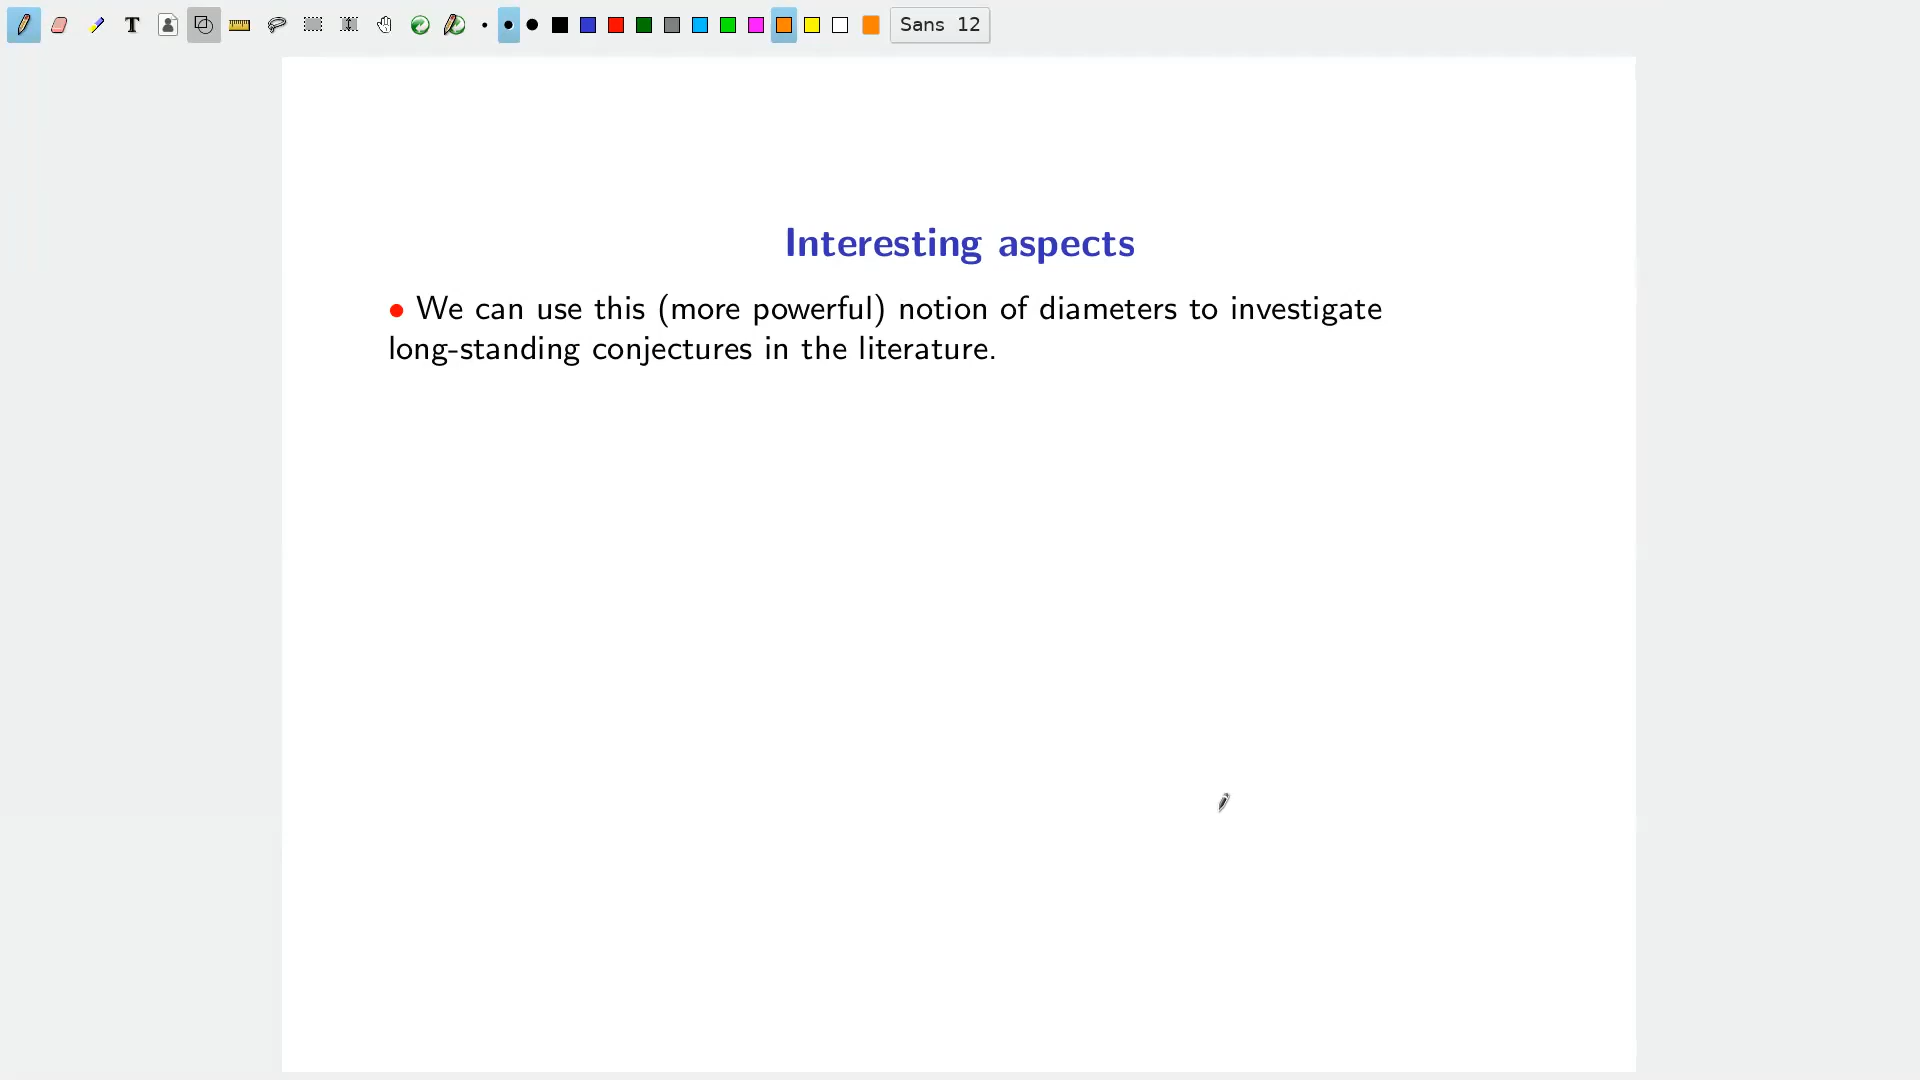 T Sans 12
Interesting aspects
• We can use this (more powerful) notion of diameters to investigate
long-standing conjectures in the literature.